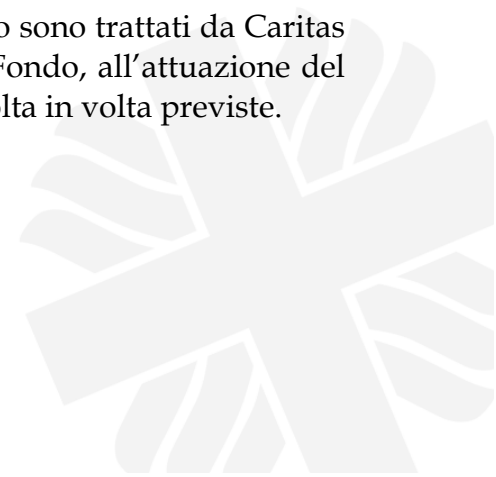 o sono trattati da Caritas
Fondo, all’attuazione del
lta in volta previste.